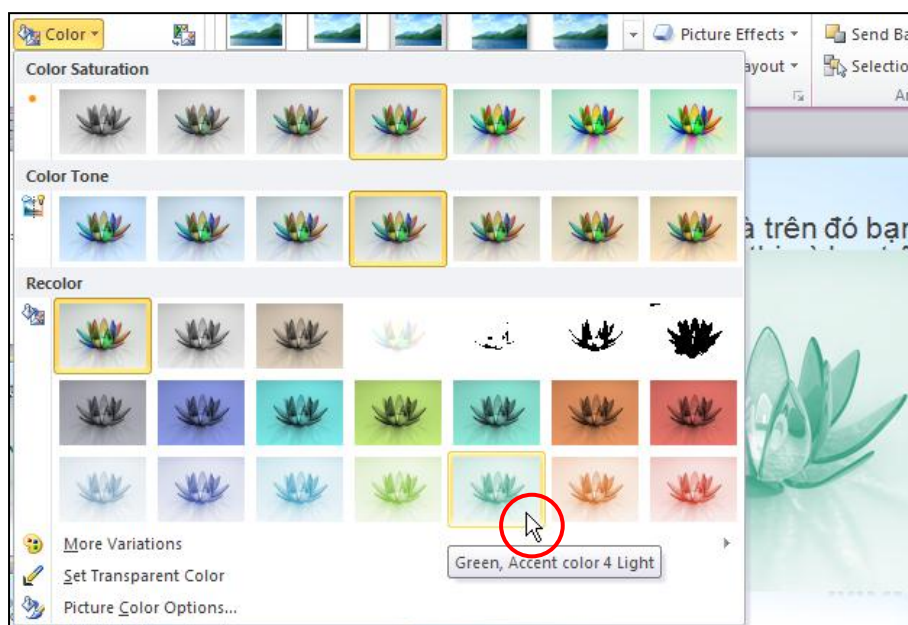 Color
Picture Effects
Send Ba
Color Saturation
ayout
Selectio
Color Tone
à trên đó bạn
Recolor
More Variations
Green, Accent color 4 Light
Set Transparent Color
Picture Color Options...